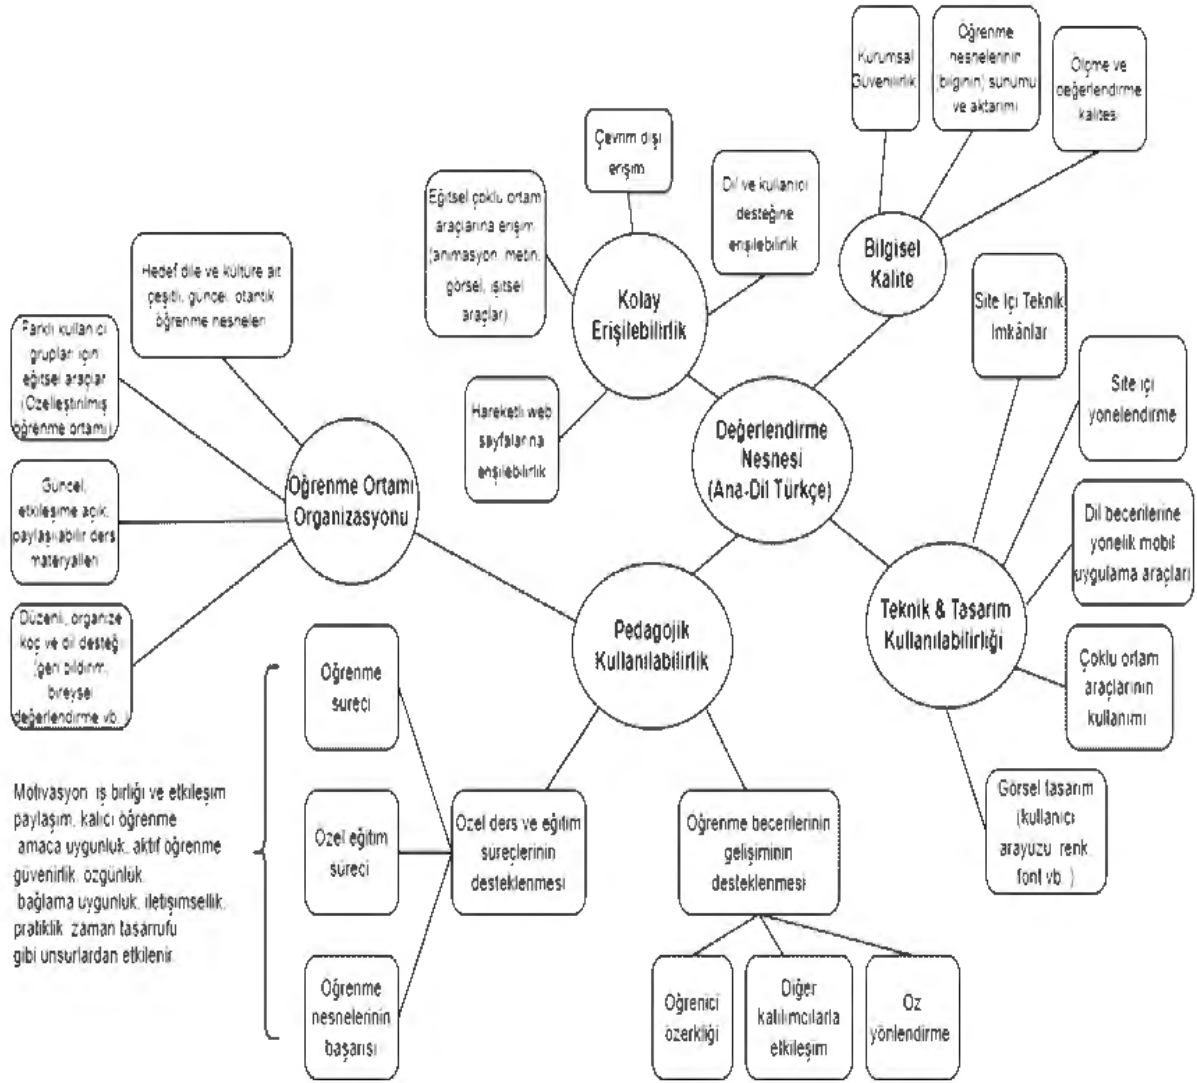 Kurumsal
Güvenilirlik
Öğrenme
nesnelerinin
(bilginin) sunumu
ve aktarımı
Ölçme ve
değerlendirme
kalites
Çevrim dışı
erişim
Dil ve kullanıcı
desteğine
erişilebilirlik
Eğitsel çoklu ortam
araçlarına erişim
(animasyon, metin,
görsel, işitsel
araçlar)
Hareketli web
sayfalarına
erişilebilirlik
Kolay
Erişilebilirlik
Bilgisel
Kalite
Hedef dile ve kültüre ait
çeşitli, güncel, otantik
öğrenme nesneleri
Farklı kullanıcı
grupları için
eğitsel araçlar
(Özelleştirilmiş
öğrenme ortamı)
Güncel,
etkileşime açık,
paylaşılabilir ders
materyalleri
Düzenli, organize
koç ve dil desteğ
(geri bildirim,
bireysel
değerlendirme vb. )
Öğrenme Ortamı
Organizasyonu
Değerlendirme
Nesnesi
(Ana-Dil Türkçe)
Site İçi Teknik
İmkânlar
Site içi
yönelendirme
Dil becerilerine
yönelik mobil
uygulama araçları
Çoklu ortam
araçlarının
kullanımı
Görsel tasarım
(kullanıcı
arayüzü, renk,
font vb. )
Teknik & Tasarım
Kullanılabilirliği
Pedagojik
Kullanılabilirlik
Öğrenme
süreci
Özel eğitim
süreci
Öğrenme
nesnelerinin
başarısı
Özel ders ve eğitim
süreçlerinin
desteklenmesi
Öğrenme becerilerinin
gelişiminin
desteklenmesi
Öğrenici
özerkliği
Diğer
katılımcılarla
etkileşim
Öz
yönlendirme
Motivasyon, iş birliği ve etkileşim
paylaşım, kalıcı öğrenme
amaca uygunluk, aktif öğrenme
güvenirlik, özgünlük,
bağlama uygunluk, iletişimsellik,
pratiklik, zaman tasarrufu
gibi unsurlardan etkilenir.